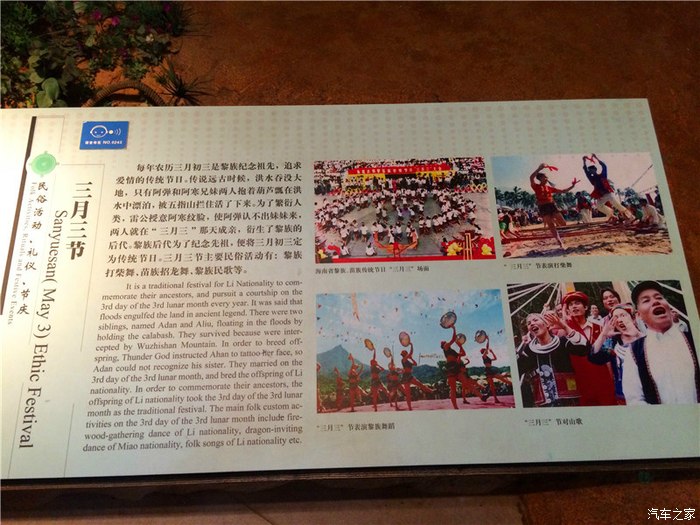 NO.0243
三月三节
Sanyuesan( May 3) Ethic Festival
民俗活动·礼仪·节庆
Folk Activities, Rituals and Festive Events
每年农历三月初三是黎族纪念祖先，追求
爱情的传统节日。传说远古时候，洪水吞没大
地，只有阿弹和阿寒兄妹两人抱着葫芦瓢在洪
水中漂泊，被五指山拦住活了下来。为了繁衍人
类，雷公授意阿寒纹脸，使阿弹认不出妹妹来，
两人就在“三月三”那天成亲，衍生了黎族的
后代。黎族后代为了纪念先祖，便将三月初三定
为传统节日。三月三节主要民俗活动有：黎族
打柴舞、苗族招龙舞、黎族民歌等。
It is a traditional festival for Li Nationality to com-
memorate their ancestors, and pursuit a courtship on the
3rd day of the 3rd lunar month every year. It was said that
floods engulfed the land in ancient legend. There were two
siblings, named Adan and Aliu, floating in the floods by
holding the calabash. They survived because were inter-
cepted by Wuzhishan Mountain. In order to breed off-
spring, Thunder God instructed Ahan to tattoo her face, so
Adan could not recognize his sister. They married on the
3rd day of the 3rd lunar month, and bred the offspring of Li
nationality. In order to commemorate their ancestors, the
offspring of Li nationality took the 3rd day of the 3rd lunar
month as the traditional festival. The main folk custom ac-
tivities on the 3rd day of the 3rd lunar month include fire-
wood-gathering dance of Li nationality, dragon-inviting
dance of Miao nationality, folk songs of Li nationality etc.
海南省黎族、苗族传统节日“三月三”场面
“三月三”节表演打柴舞
“三月三”节表演黎族舞蹈
“三月三”节对山歌
汽车之家